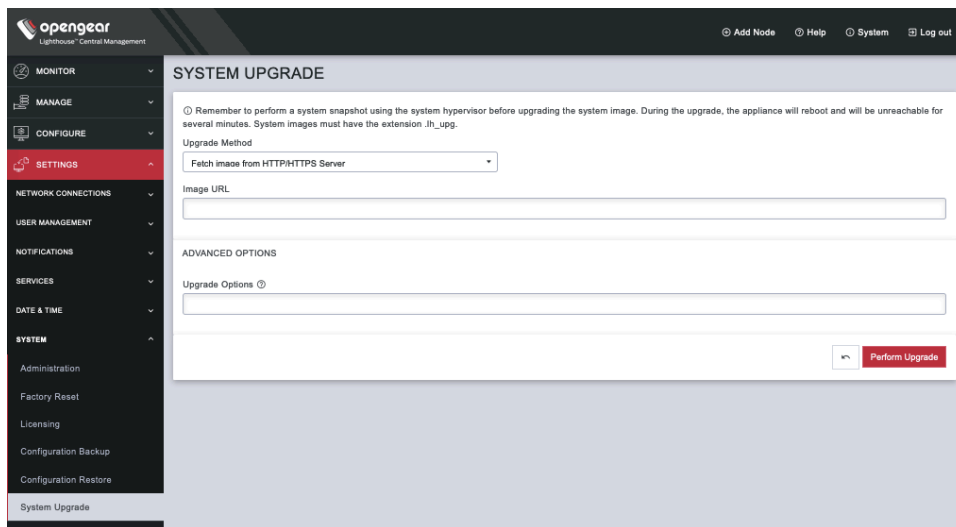 opengear
Lighthouse™ Central Management
Add Node
Help
System
Log out
MONITOR
MANAGE
CONFIGURE
SETTINGS
NETWORK CONNECTIONS
USER MANAGEMENT
NOTIFICATIONS
SERVICES
DATE & TIME
SYSTEM
Administration
Factory Reset
Licensing
Configuration Backup
Configuration Restore
System Upgrade
SYSTEM UPGRADE
Remember to perform a system snapshot using the system hypervisor before upgrading the system image. During the upgrade, the appliance will reboot and will be unreachable for
several minutes. System images must have the extension .lh_upg.
Upgrade Method
Fetch image from HTTP/HTTPS Server
Image URL
ADVANCED OPTIONS
Upgrade Options
Perform Upgrade